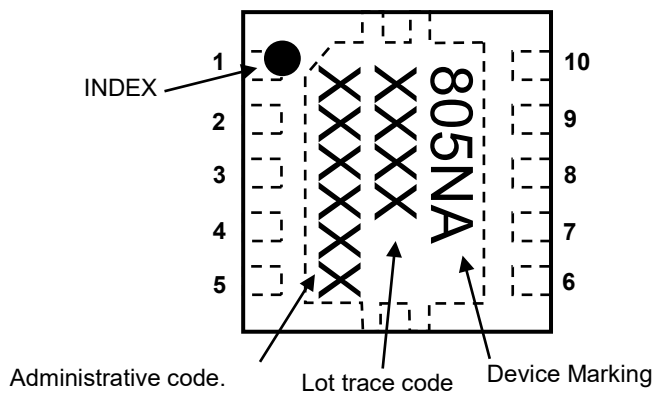 1
INDEX
2
3
4
5
10
9
8
7
6
805NA
XXXX
XXXXXX
Administrative code.
Lot trace code
Device Marking